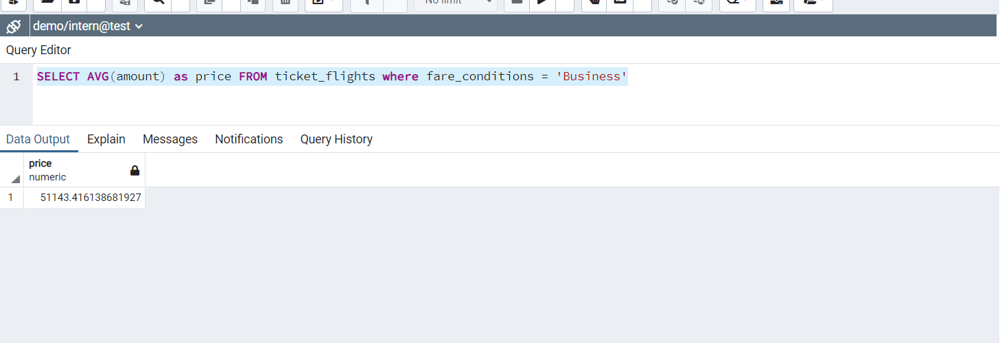 No limit
demo/intern@test
Query Editor
1 SELECT AVG(amount) as price FROM ticket_flights where fare_conditions = 'Business'
Data Output Explain Messages Notifications Query History
price
numeric
1 51143.416138681927